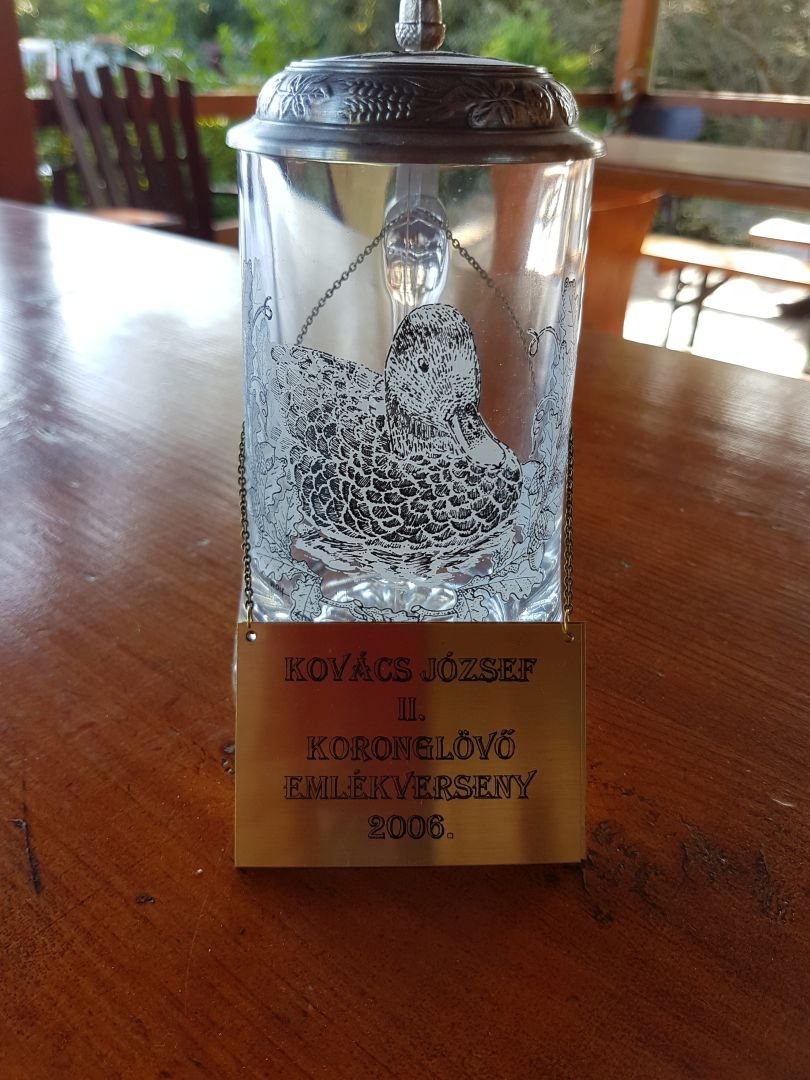 KOVÁCS JÓZSEF
II.
KORONGLÖVŐ
EMLÉKVERSENY
2006.